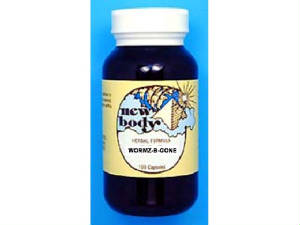 new
body
HERBAL FORMULA
WORMZ-B-GONE
100 Capsules